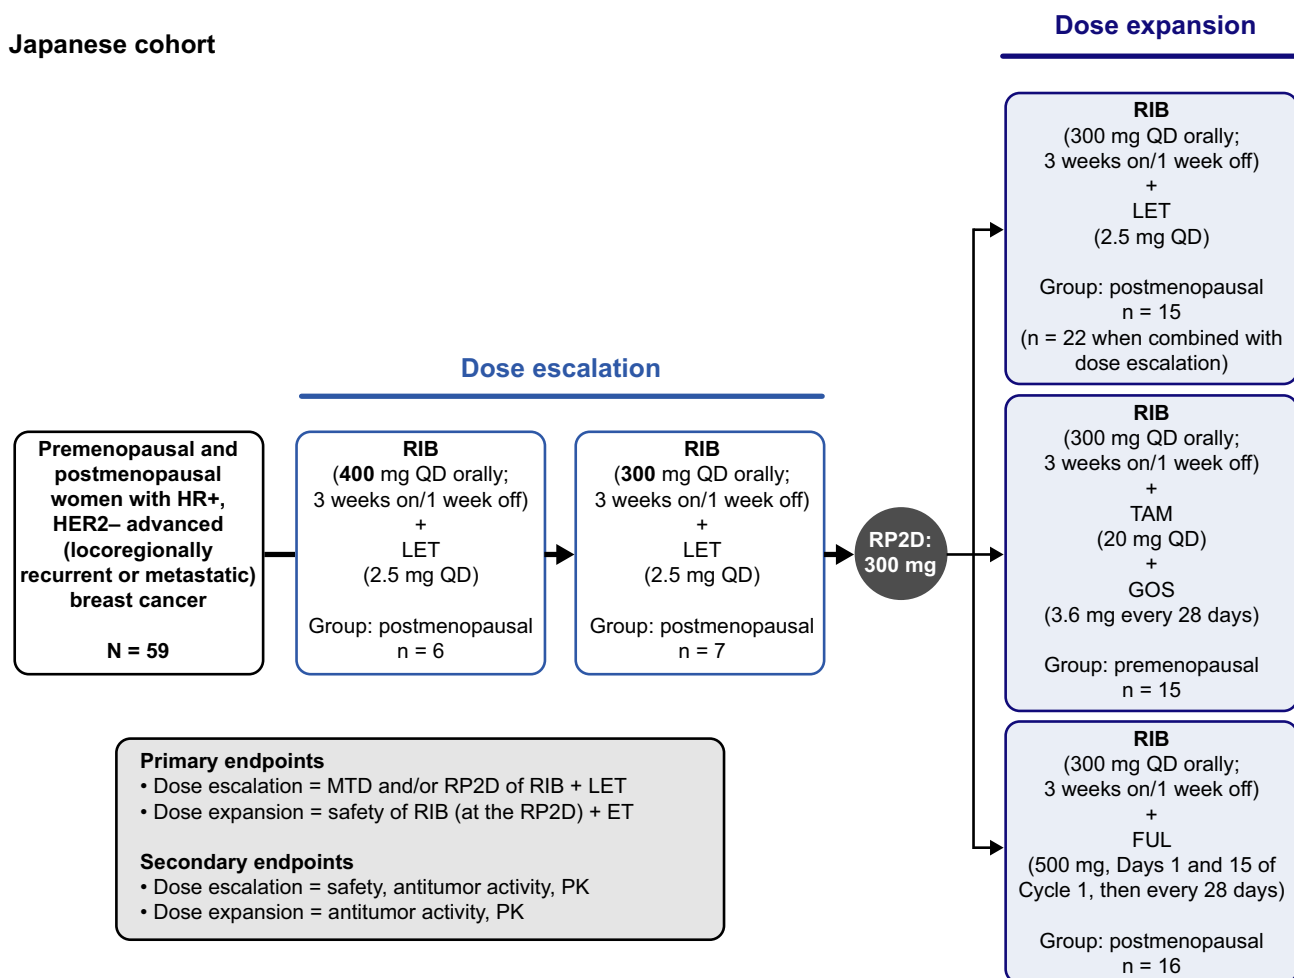 Japanese cohort
Premenopausal and
postmenopausal
women with HR+,
HER2– advanced
(locoregionally
recurrent or metastatic)
breast cancer
N = 59
Dose escalation
RIB
(400 mg QD orally;
3 weeks on/1 week off)
+
LET
(2.5 mg QD)
Group: postmenopausal
n = 6
RIB
(300 mg QD orally;
3 weeks on/1 week off)
+
LET
(2.5 mg QD)
Group: postmenopausal
n = 7
RP2D:
300 mg
Dose expansion
RIB
(300 mg QD orally;
3 weeks on/1 week off)
+
LET
(2.5 mg QD)
Group: postmenopausal
n = 15
(n = 22 when combined with
dose escalation)
RIB
(300 mg QD orally;
3 weeks on/1 week off)
+
TAM
(20 mg QD)
+
GOS
(3.6 mg every 28 days)
Group: premenopausal
n = 15
RIB
(300 mg QD orally;
3 weeks on/1 week off)
+
FUL
(500 mg, Days 1 and 15 of
Cycle 1, then every 28 days)
Group: postmenopausal
n = 16
Primary endpoints
• Dose escalation = MTD and/or RP2D of RIB + LET
• Dose expansion = safety of RIB (at the RP2D) + ET
Secondary endpoints
• Dose escalation = safety, antitumor activity, PK
• Dose expansion = antitumor activity, PK